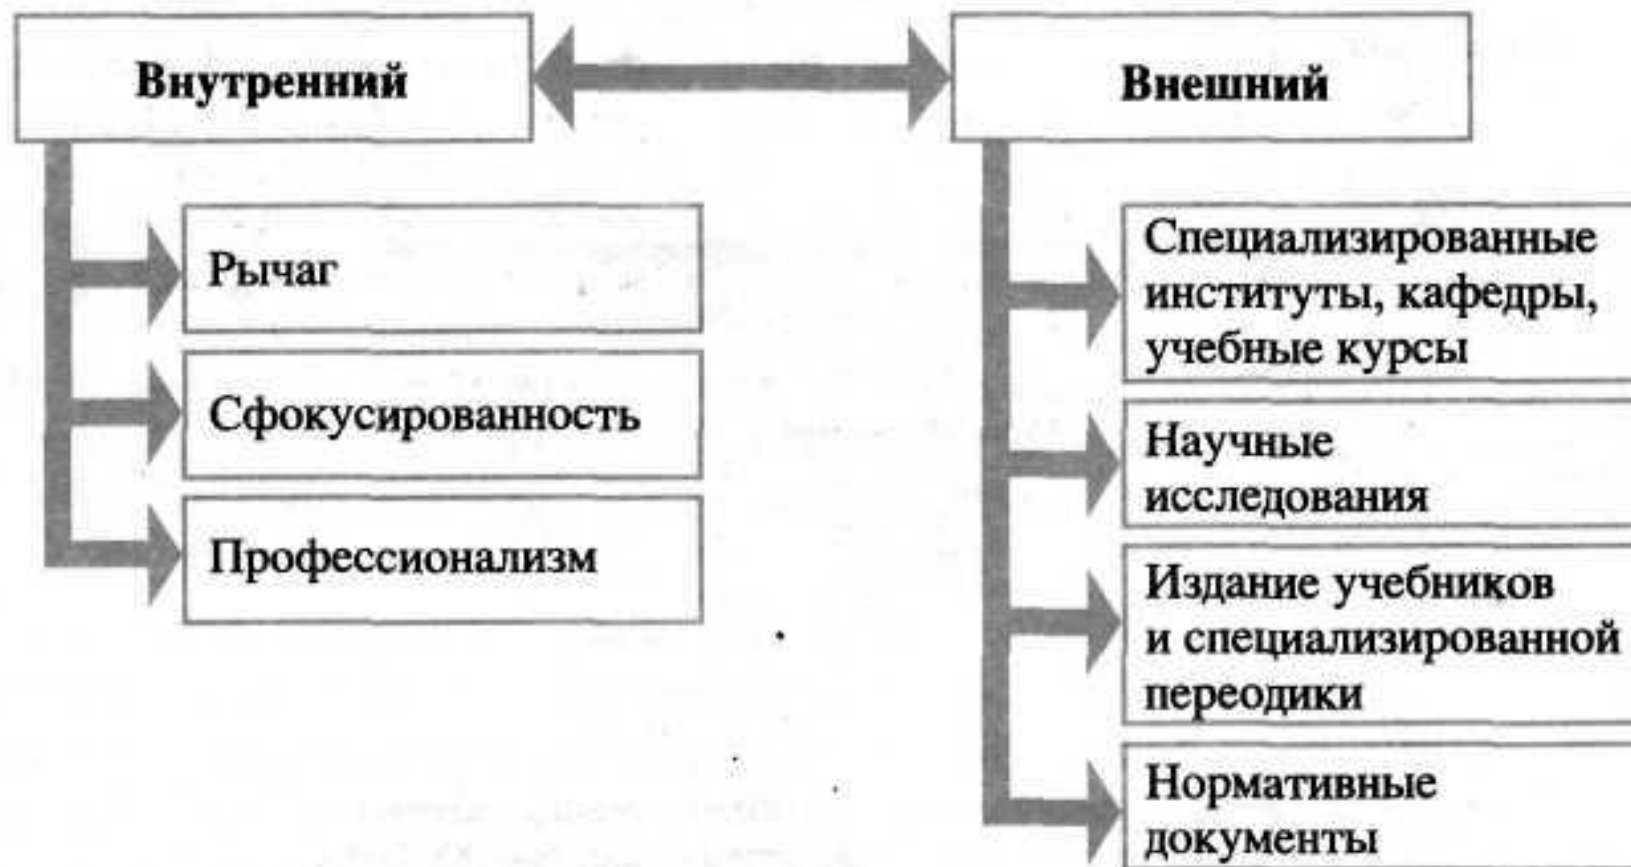 Внутренний
Внешний
Рычаг
Сфокусированность
Профессионализм
Специализированные
институты, кафедры,
учебные курсы
Научные
исследования
Издание учебников
и специализированной
переодики
Нормативные
документы